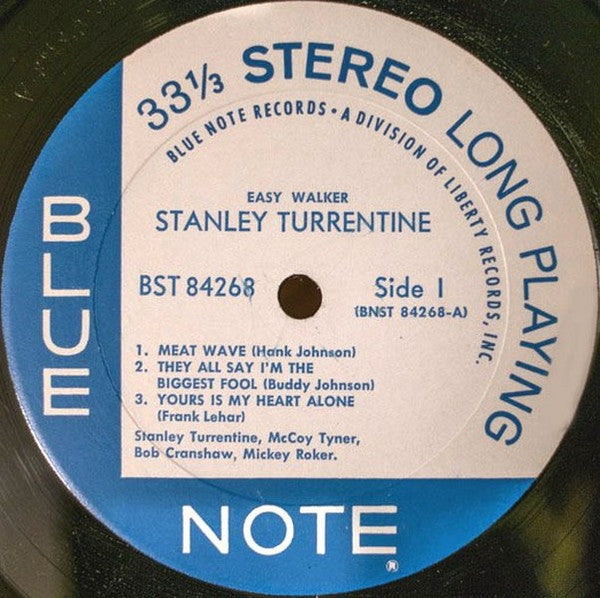 33⅓ STEREO LONG PLAYING
BLUE NOTE RECORDS • A DIVISION OF LIBERTY RECORDS, INC.
EASY WALKER
STANLEY TURRENTINE
BST 84268
Side 1
(BNST 84268-A)
1. MEAT WAVE (Hank Johnson)
2. THEY ALL SAY I'M THE
BIGGEST FOOL (Buddy Johnson)
3. YOURS IS MY HEART ALONE
(Frank Lehar)
Stanley Turrentine, McCoy Tyner,
Bob Cranshaw, Mickey Roker.
BLUE
NOTE®